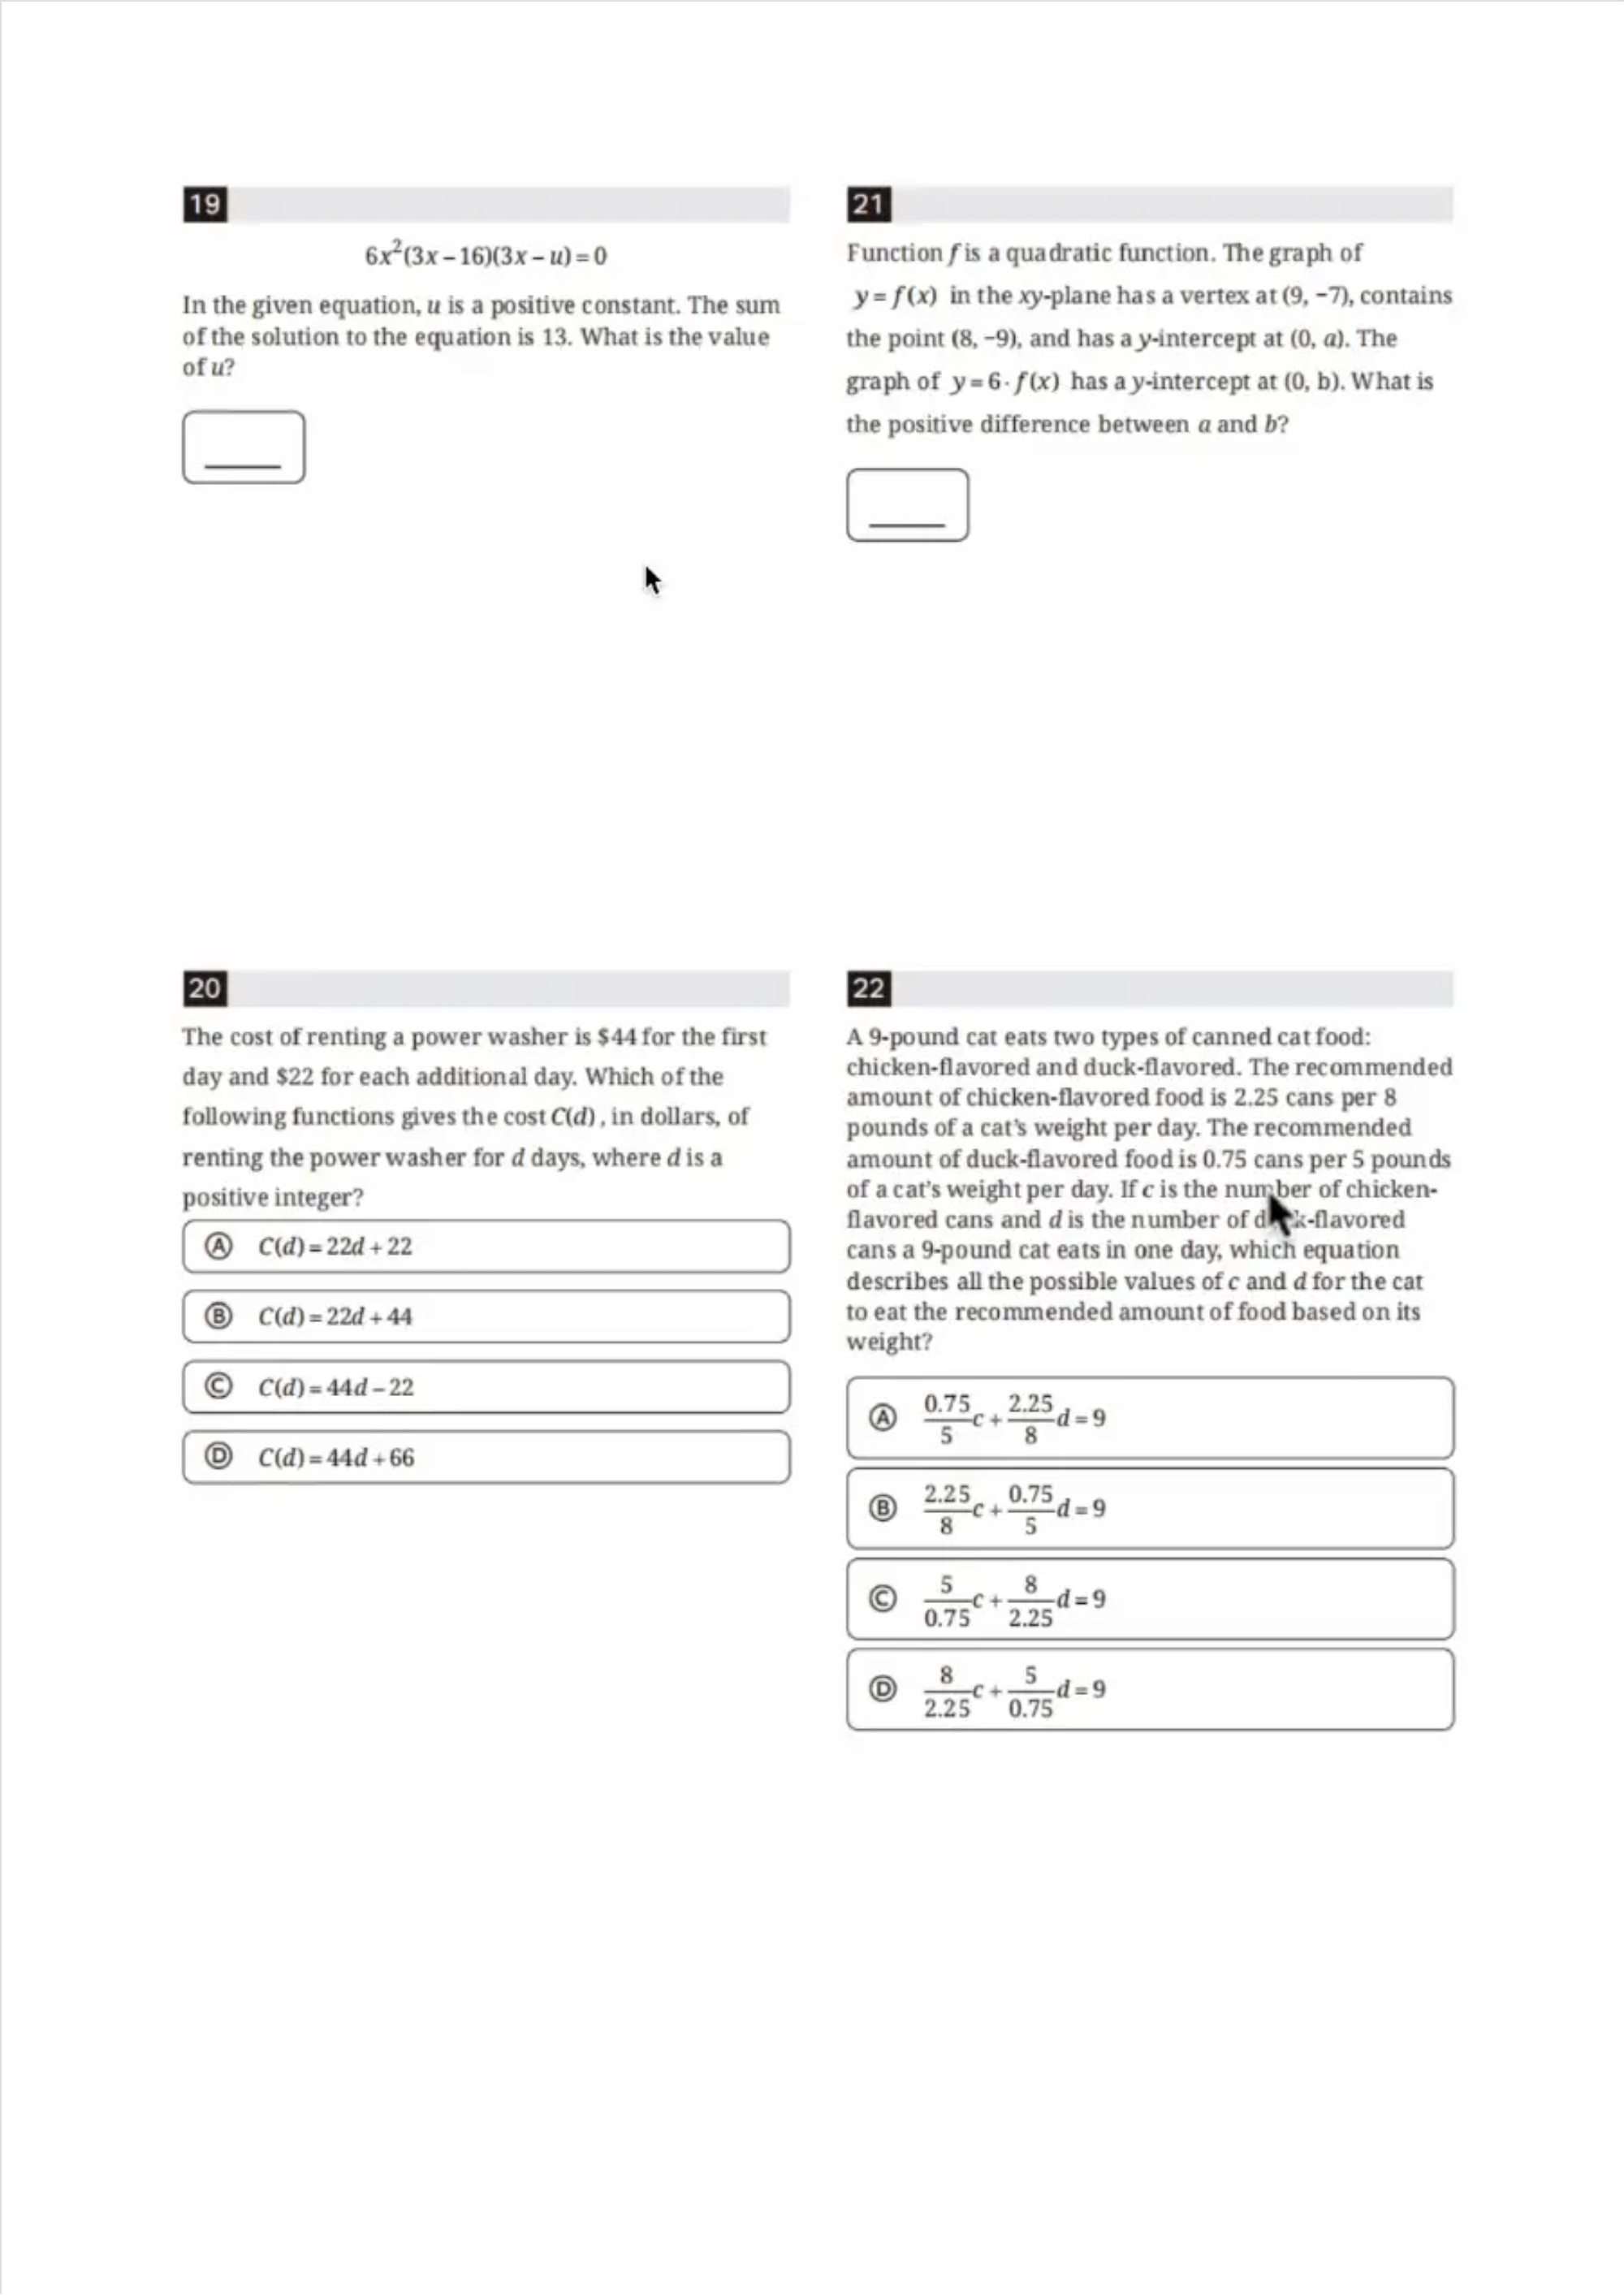 19
6x²(3x – 16)(3x – u) = 0
In the given equation, u is a positive constant. The sum
of the solution to the equation is 13. What is the value
of u?
20
The cost of renting a power washer is $44 for the first
day and $22 for each additional day. Which of the
following functions gives the cost C(d), in dollars, of
renting the power washer for d days, where d is a
positive integer?
A C(d) = 22d + 22
B C(d) = 22d + 44
C C(d) = 44d – 22
D C(d) = 44d + 66
21
Function f is a quadratic function. The graph of
y = f(x) in the xy-plane has a vertex at (9, −7), contains
the point (8, −9), and has a y-intercept at (0, a). The
graph of y = 6 · f(x) has a y-intercept at (0, b). What is
the positive difference between a and b?
22
A 9-pound cat eats two types of canned cat food:
chicken-flavored and duck-flavored. The recommended
amount of chicken-flavored food is 2.25 cans per 8
pounds of a cat's weight per day. The recommended
amount of duck-flavored food is 0.75 cans per 5 pounds
of a cat's weight per day. If c is the number of chicken-
flavored cans and d is the number of duck-flavored
cans a 9-pound cat eats in one day, which equation
describes all the possible values of c and d for the cat
to eat the recommended amount of food based on its
weight?
A 0.75/5 c + 2.25/8 d = 9
B 2.25/8 c + 0.75/5 d = 9
C 5/0.75 c + 8/2.25 d = 9
D 8/2.25 c + 5/0.75 d = 9